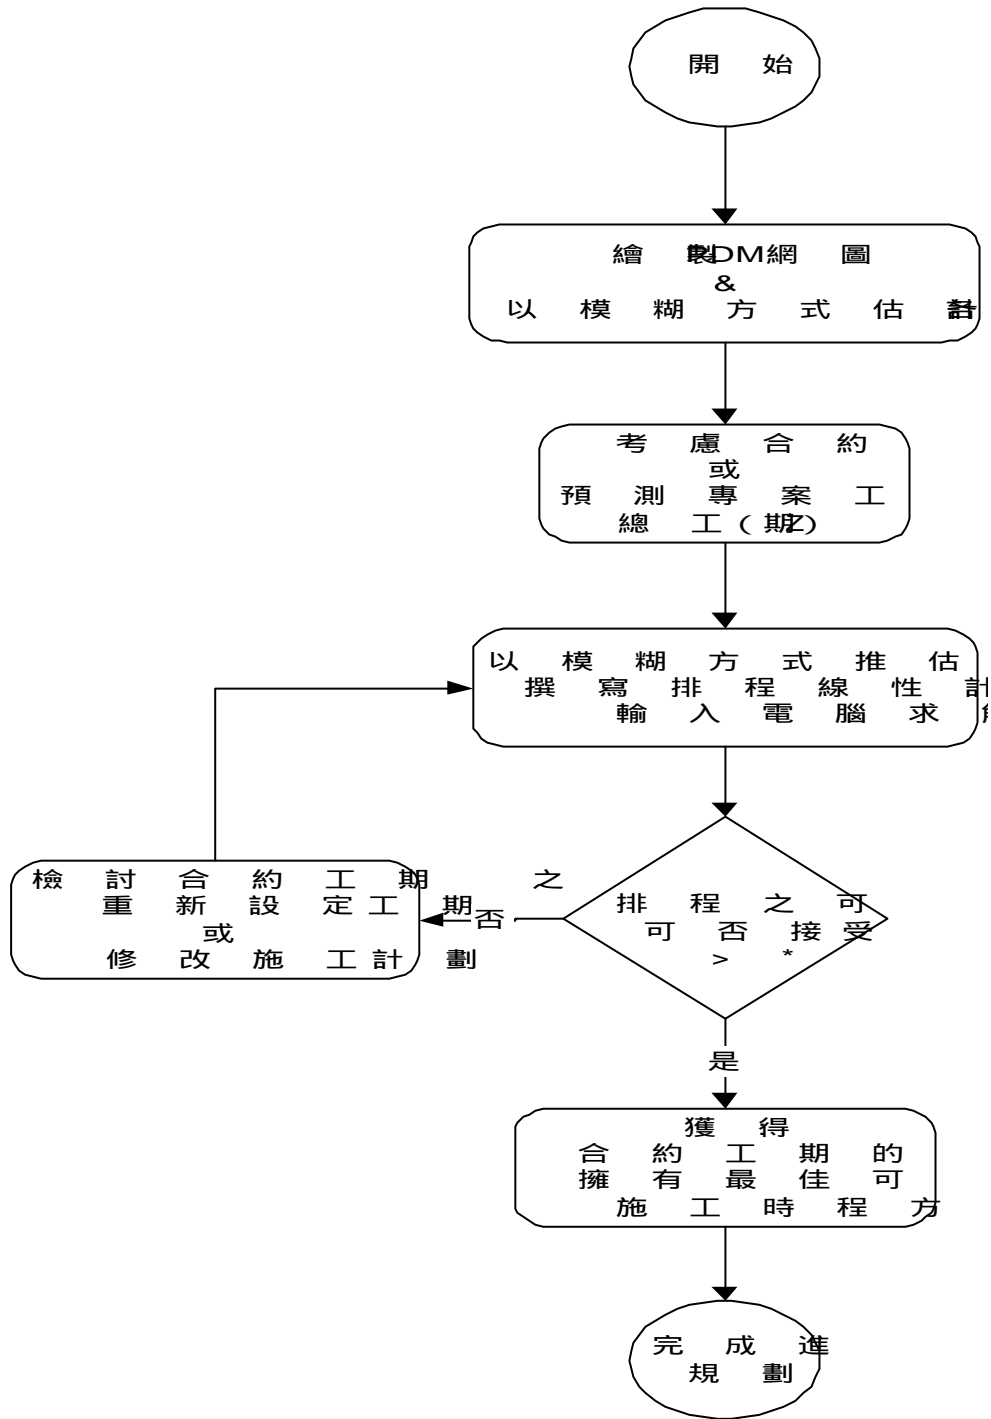 開始
繪製PDM網圖
&
以模糊方式估計
考慮合約
或
預測專案工
總工期(Z)
以模糊方式推估
撰寫排程線性計
輸入電腦求
排程之可
可否接受
> *
否
檢討合約工期之
重新設定工期
或
修改施工計劃
是
獲得
合約工期的
擁有最佳可
施工時程方
完成進
規劃